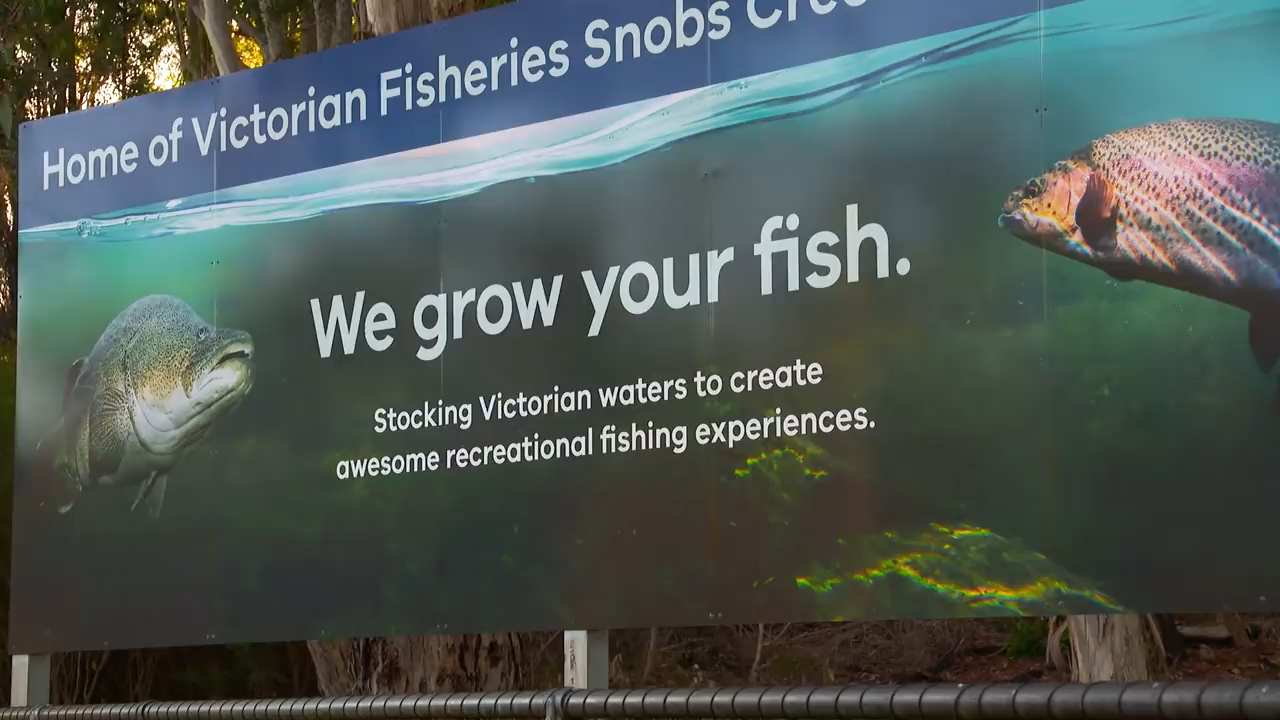 Home of Victorian Fisheries Snobs
We grow your fish.
Stocking Victorian waters to create
awesome recreational fishing experiences.